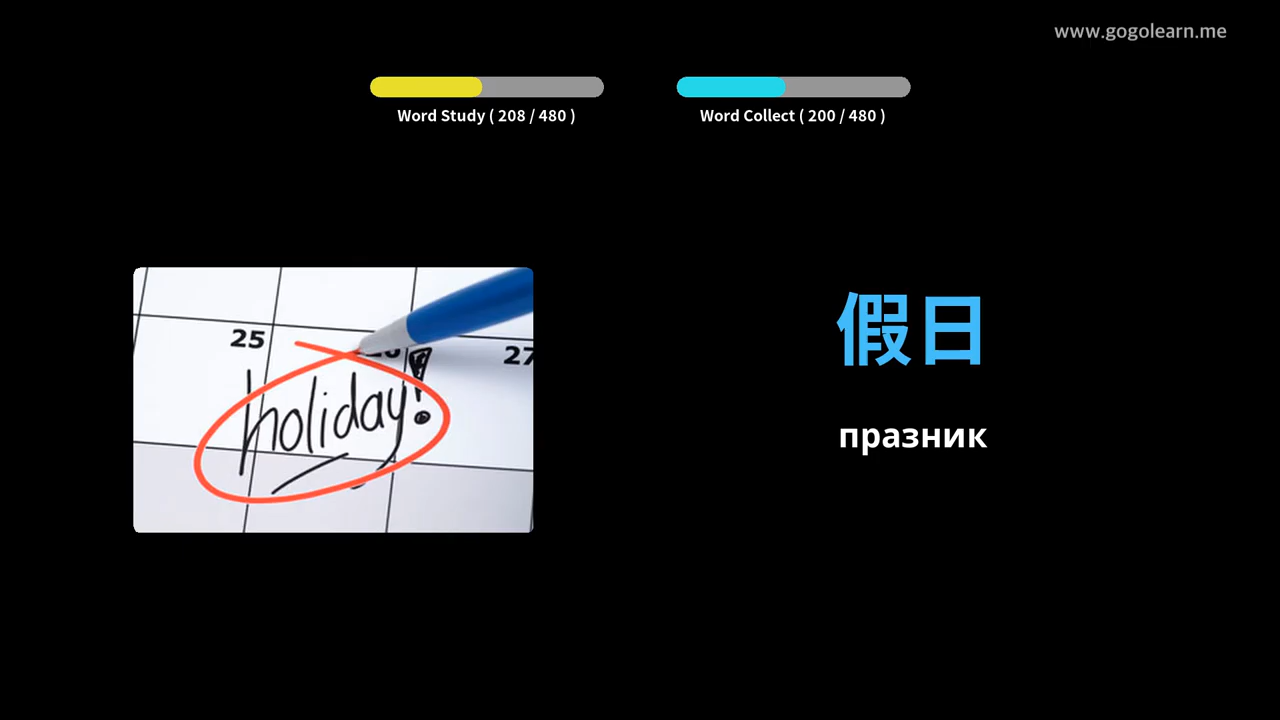 www.gogolearn.me
Word Study ( 208 / 480 )
Word Collect ( 200 / 480 )
25
27
holiday!
假日
празник